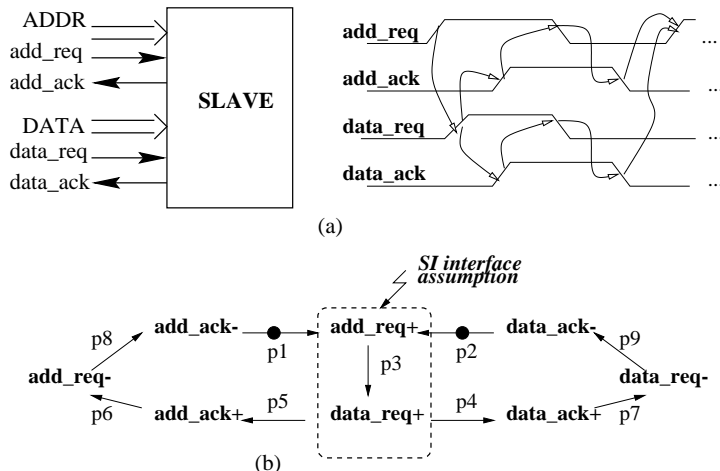 ADDR
add_req
add_ack
SLAVE
DATA
data_req
data_ack
add_req
...
add_ack
...
data_req
...
data_ack
...
(a)
SI interface
assumption
p8
add_ack-
p1
add_req+
p2
data_ack-
p9
add_req-
p3
data_req-
p6
add_ack+
p5
data_req+
p4
data_ack+
p7
(b)